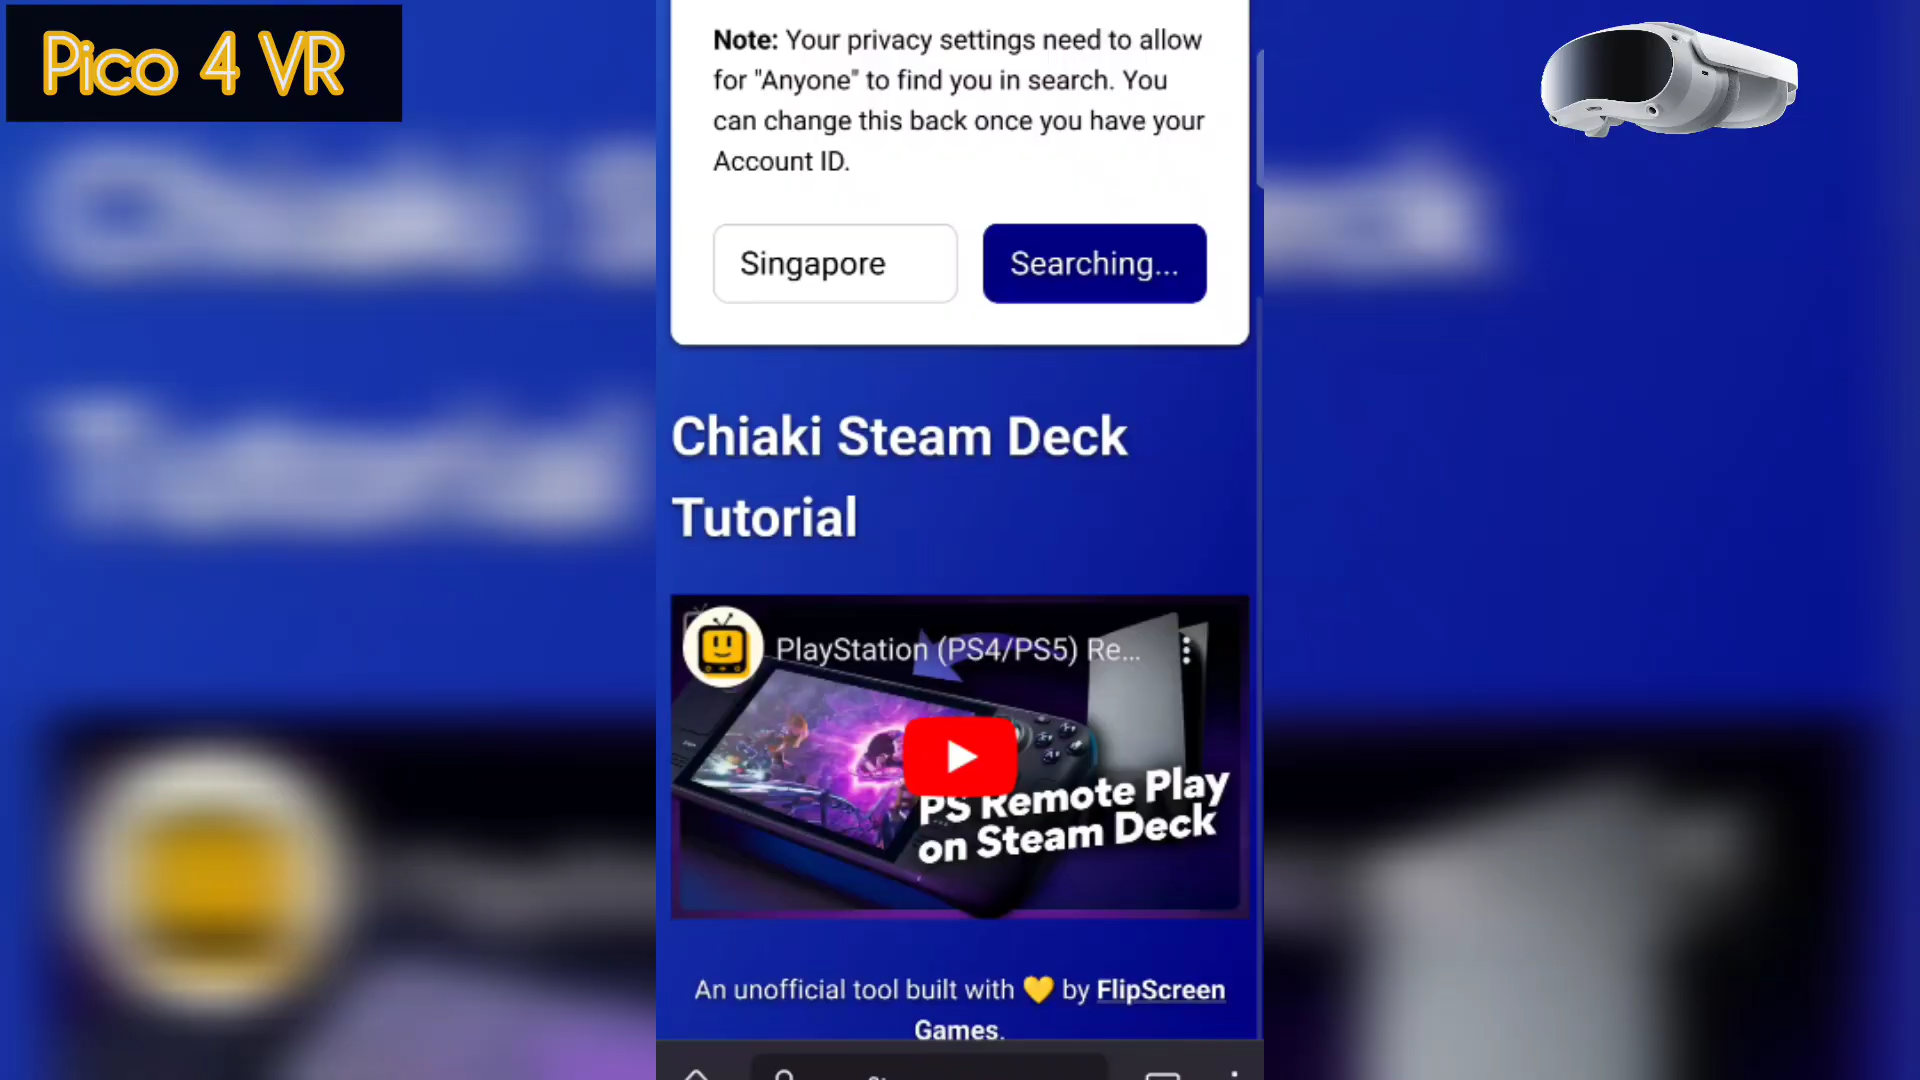 Pico 4 VR
Note: Your privacy settings need to allow
for "Anyone" to find you in search. You
can change this back once you have your
Account ID.
Singapore
Searching...
Chiaki Steam Deck
Tutorial
PlayStation (PS4/PS5) Re...
PS Remote Play
on Steam Deck
An unofficial tool built with 💛 by FlipScreen
Games.